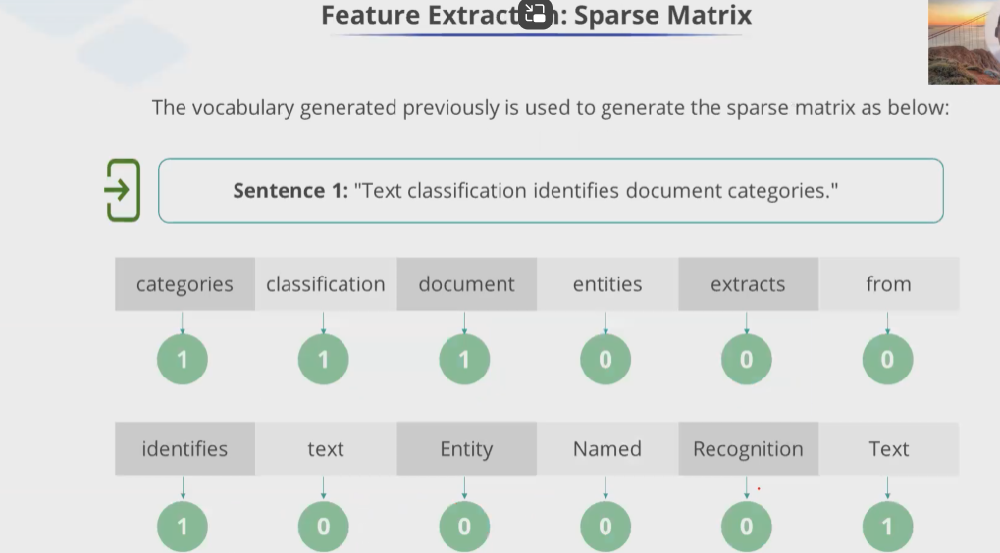 Feature Extract n: Sparse Matrix
The vocabulary generated previously is used to generate the sparse matrix as below:
Sentence 1: "Text classification identifies document categories."
categories classification document entities extracts from
1 1 1 0 0 0
identifies text Entity Named Recognition Text
1 0 0 0 0 1